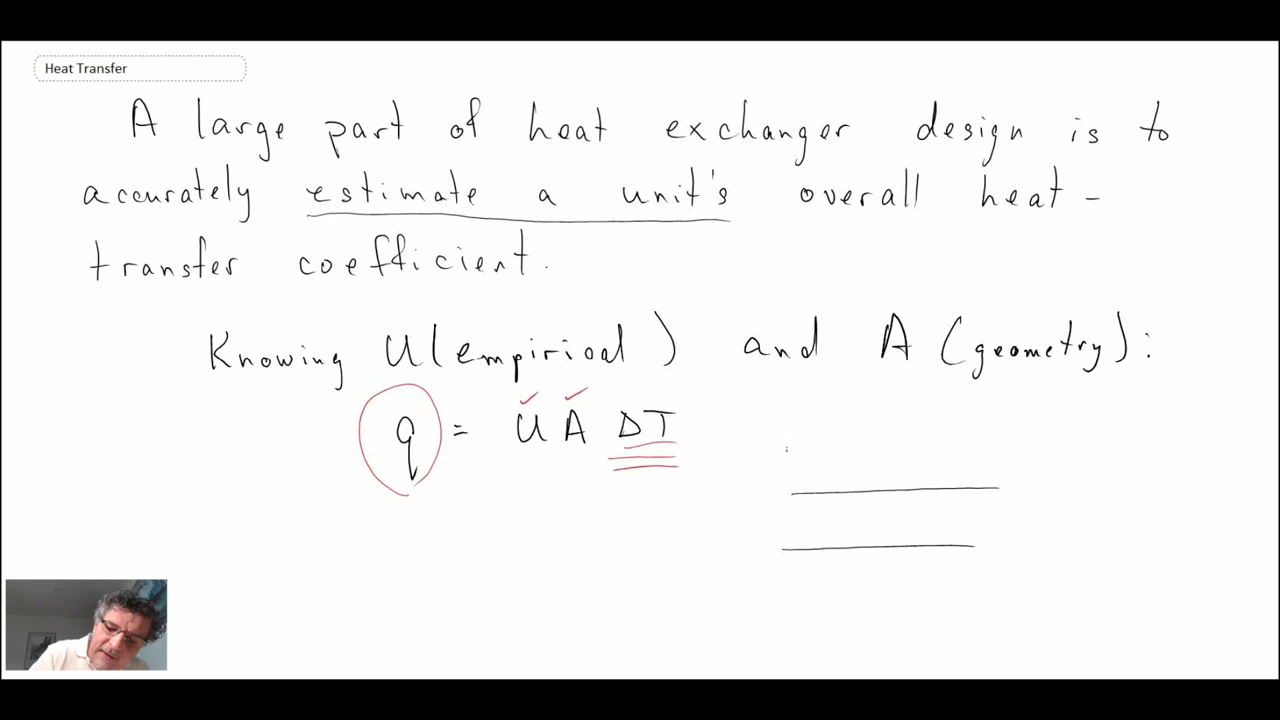 Heat Transfer
A large part of heat exchanger design is to
accurately estimate a unit's overall heat-
transfer coefficient.
Knowing U(empirical) and A (geometry):
q = U A ΔT